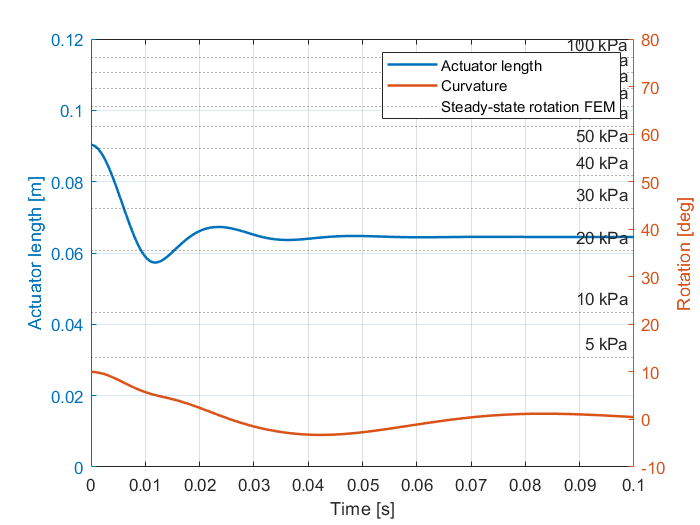 0.12
0.1
0.08
0.06
0.04
0.02
0
Actuator length [m]
100 kPa
a
a
a
a
50 kPa
40 kPa
30 kPa
20 kPa
10 kPa
5 kPa
Actuator length
Curvature
Steady-state rotation FEM
80
70
60
50
40
30
20
10
0
-10
Rotation [deg]
0
0.01
0.02
0.03
0.04
0.05
0.06
0.07
0.08
0.09
0.1
Time [s]